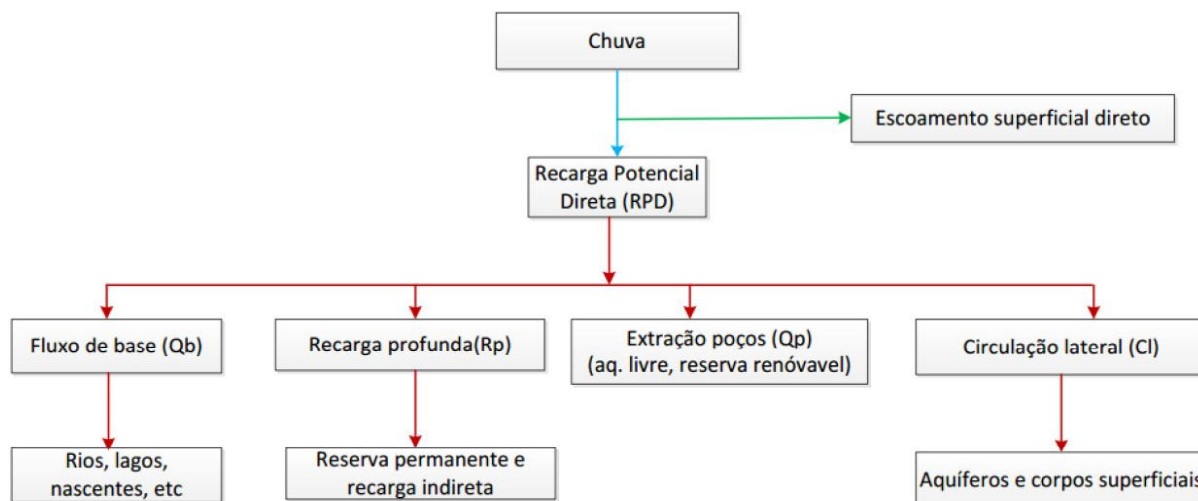 Chuva
Escoamento superficial direto
Recarga Potencial
Direta (RPD)
Fluxo de base (Qb)
Recarga profunda(Rp)
Extração poços (Qp)
(aq. livre, reserva renóvavel)
Circulação lateral (Cl)
Rios, lagos,
nascentes, etc
Reserva permanente e
recarga indireta
Aquíferos e corpos superficiais